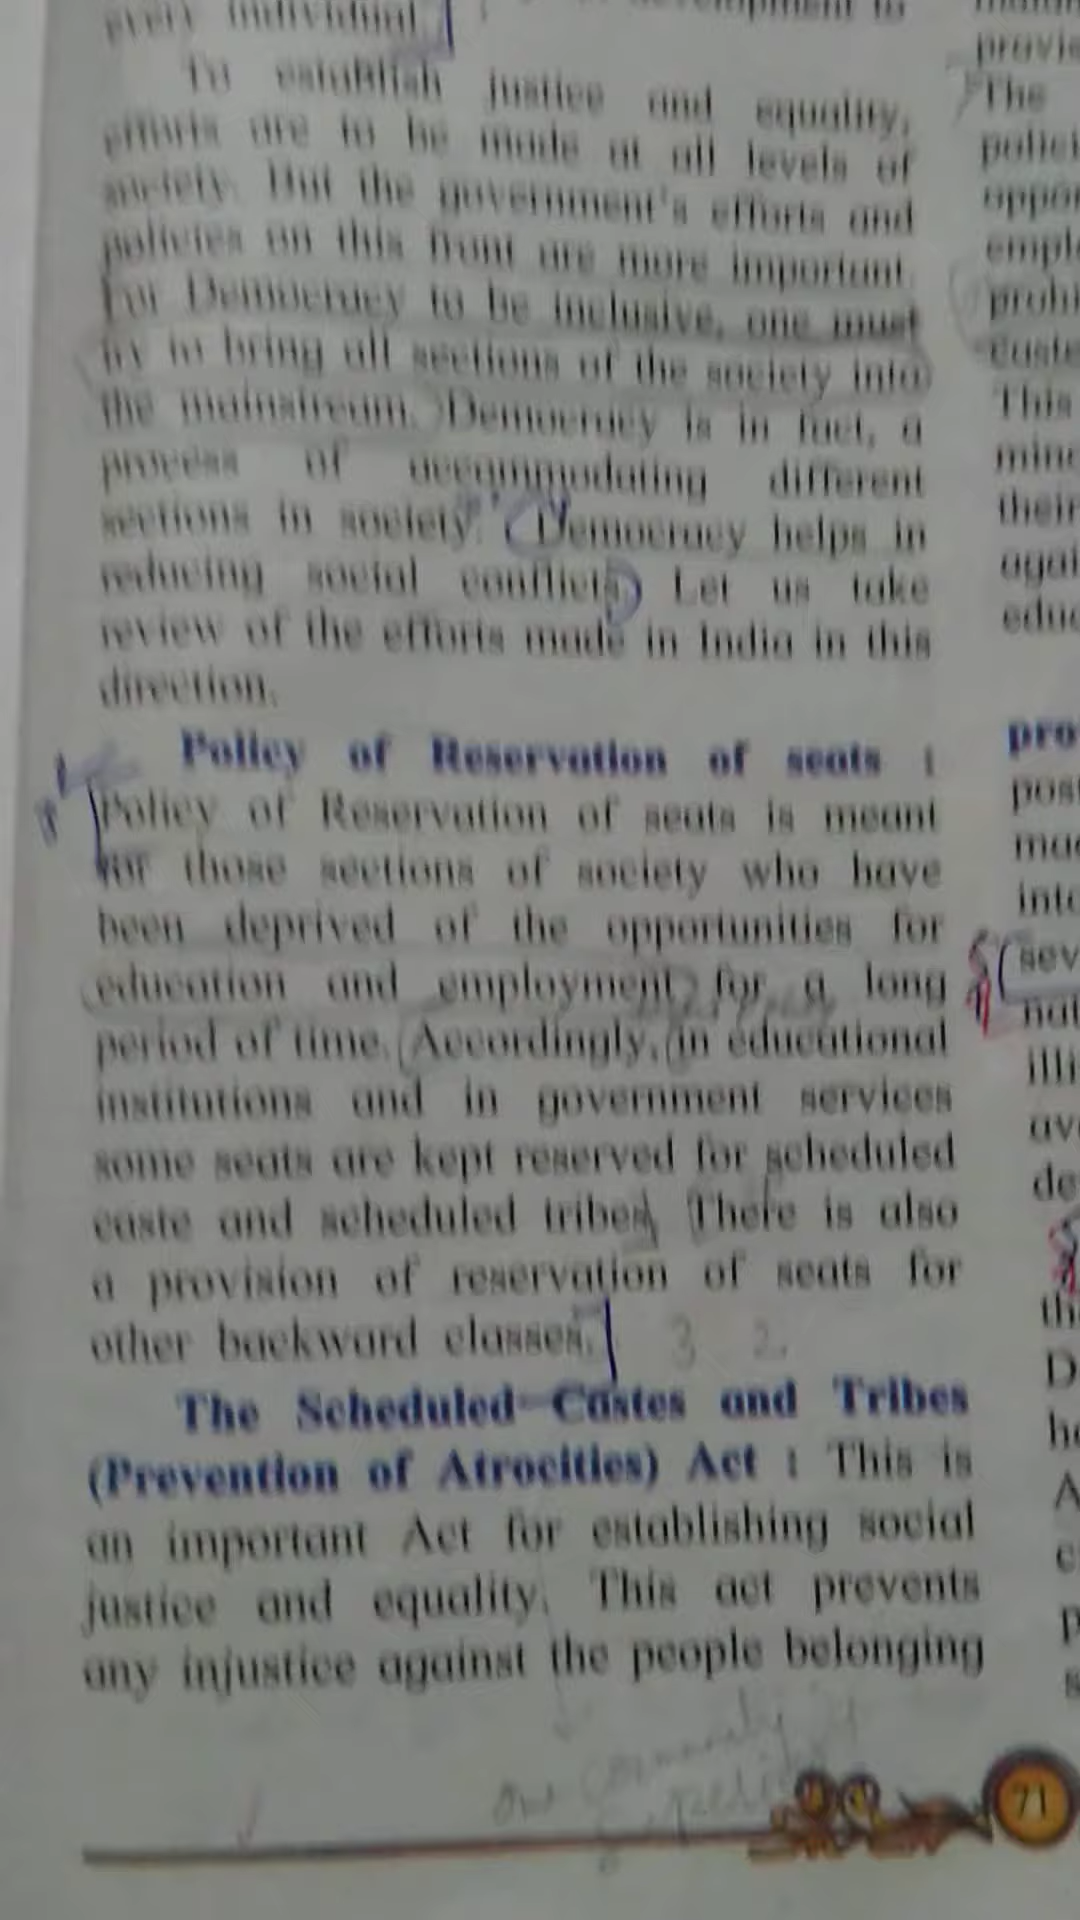 every individual.
To establish justice and equality,
efforts are to be made at all levels of
society. But the government's efforts and
policies on this front are more important.
For Democracy to be inclusive, one must
try to bring all sections of the society into
the mainstream. Democracy is in fact, a
process of accommodating different
sections in society. Democracy helps in
reducing social conflicts. Let us take
review of the efforts made in India in this
direction.
Policy of Reservation of seats :
Policy of Reservation of seats is meant
for those sections of society who have
been deprived of the opportunities for
education and employment for a long
period of time. Accordingly, in educational
institutions and in government services
some seats are kept reserved for scheduled
caste and scheduled tribes. There is also
a provision of reservation of seats for
other backward classes.
3 2.
The Scheduled Castes and Tribes
(Prevention of Atrocities) Act : This is
an important Act for establishing social
justice and equality. This act prevents
any injustice against the people belonging
71
The
This
their